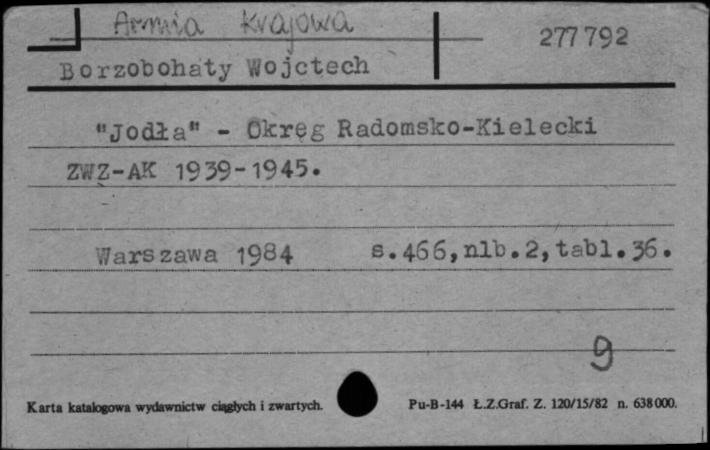 Armia Krajowa
277792
Borzobohaty Wojctech
"Jodła" - Okręg Radomsko-Kielecki
ZWZ-AK 1939-1945.
Warszawa 1984 s.466,nlb.2,tabl.36.
9
Karta katalogowa wydawnictw ciągłych i zwartych. Pu-B-144 Ł.Z.Graf. Z. 120/15/82 n. 638000.